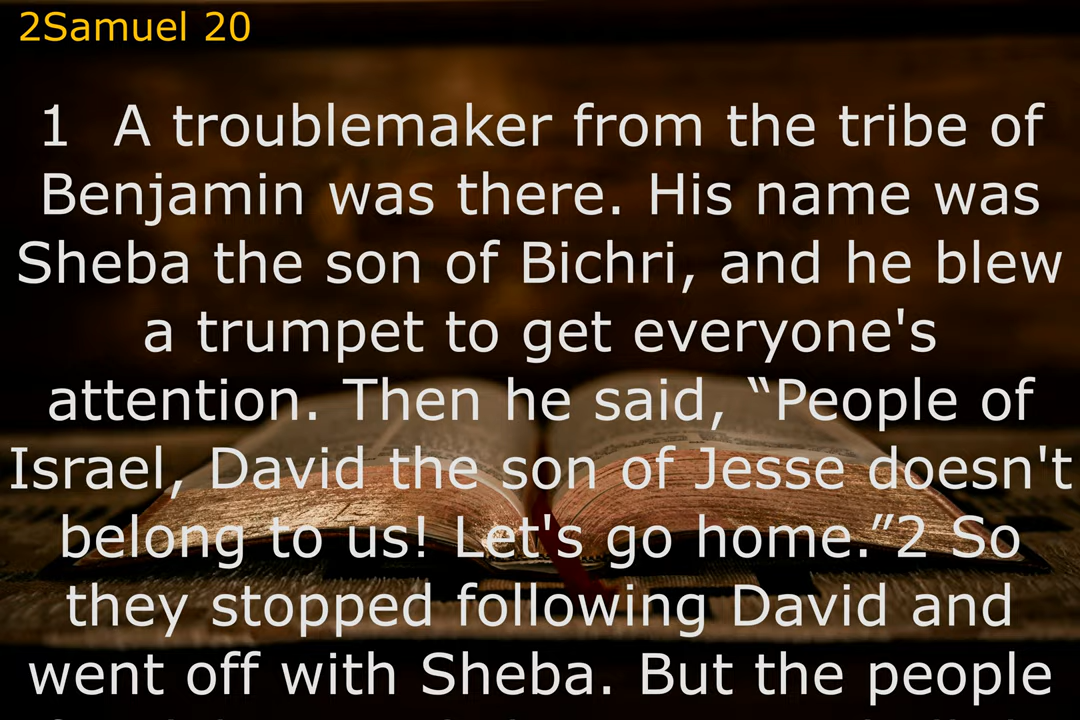 2Samuel 20
1  A troublemaker from the tribe of
Benjamin was there. His name was
Sheba the son of Bichri, and he blew
a trumpet to get everyone's
attention. Then he said, “People of
Israel, David the son of Jesse doesn't
belong to us! Let's go home.”2 So
they stopped following David and
went off with Sheba. But the people